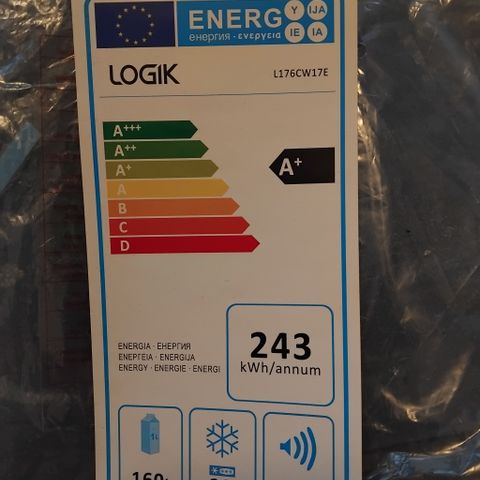 ENERG
Y IJA
IE IA
енергия · ενεργεια
LOGIK
L176CW17E
A+++
A++
A+
A
B
C
D
A+
ENERGIA · ЕНЕРГИЯ
ΕΝΕΡΓΕΙΑ · ENERGIJA
ENERGY · ENERGIE · ENERGI
243
kWh/annum
1L
160L